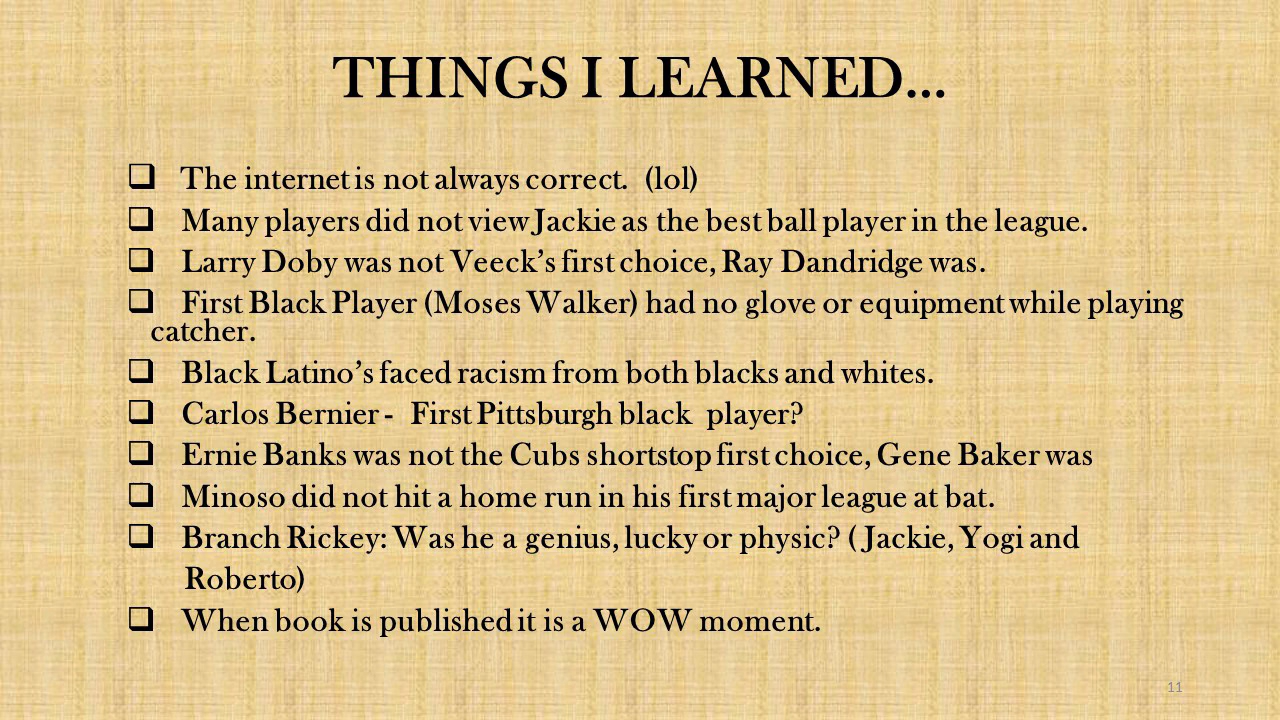 THINGS I LEARNED...
❑ The internet is not always correct. (lol)
❑ Many players did not view Jackie as the best ball player in the league.
❑ Larry Doby was not Veeck’s first choice, Ray Dandridge was.
❑ First Black Player (Moses Walker) had no glove or equipment while playing
catcher.
❑ Black Latino’s faced racism from both blacks and whites.
❑ Carlos Bernier - First Pittsburgh black player?
❑ Ernie Banks was not the Cubs shortstop first choice, Gene Baker was
❑ Minoso did not hit a home run in his first major league at bat.
❑ Branch Rickey: Was he a genius, lucky or physic? ( Jackie, Yogi and
Roberto)
❑ When book is published it is a WOW moment.
11